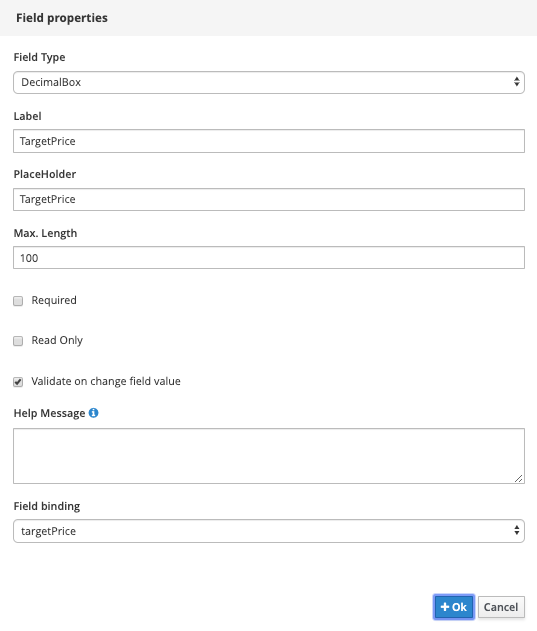 Field properties
Field Type
DecimalBox
Label
TargetPrice
PlaceHolder
TargetPrice
Max. Length
100
Required
Read Only
Validate on change field value
Help Message
Field binding
targetPrice
+ Ok Cancel